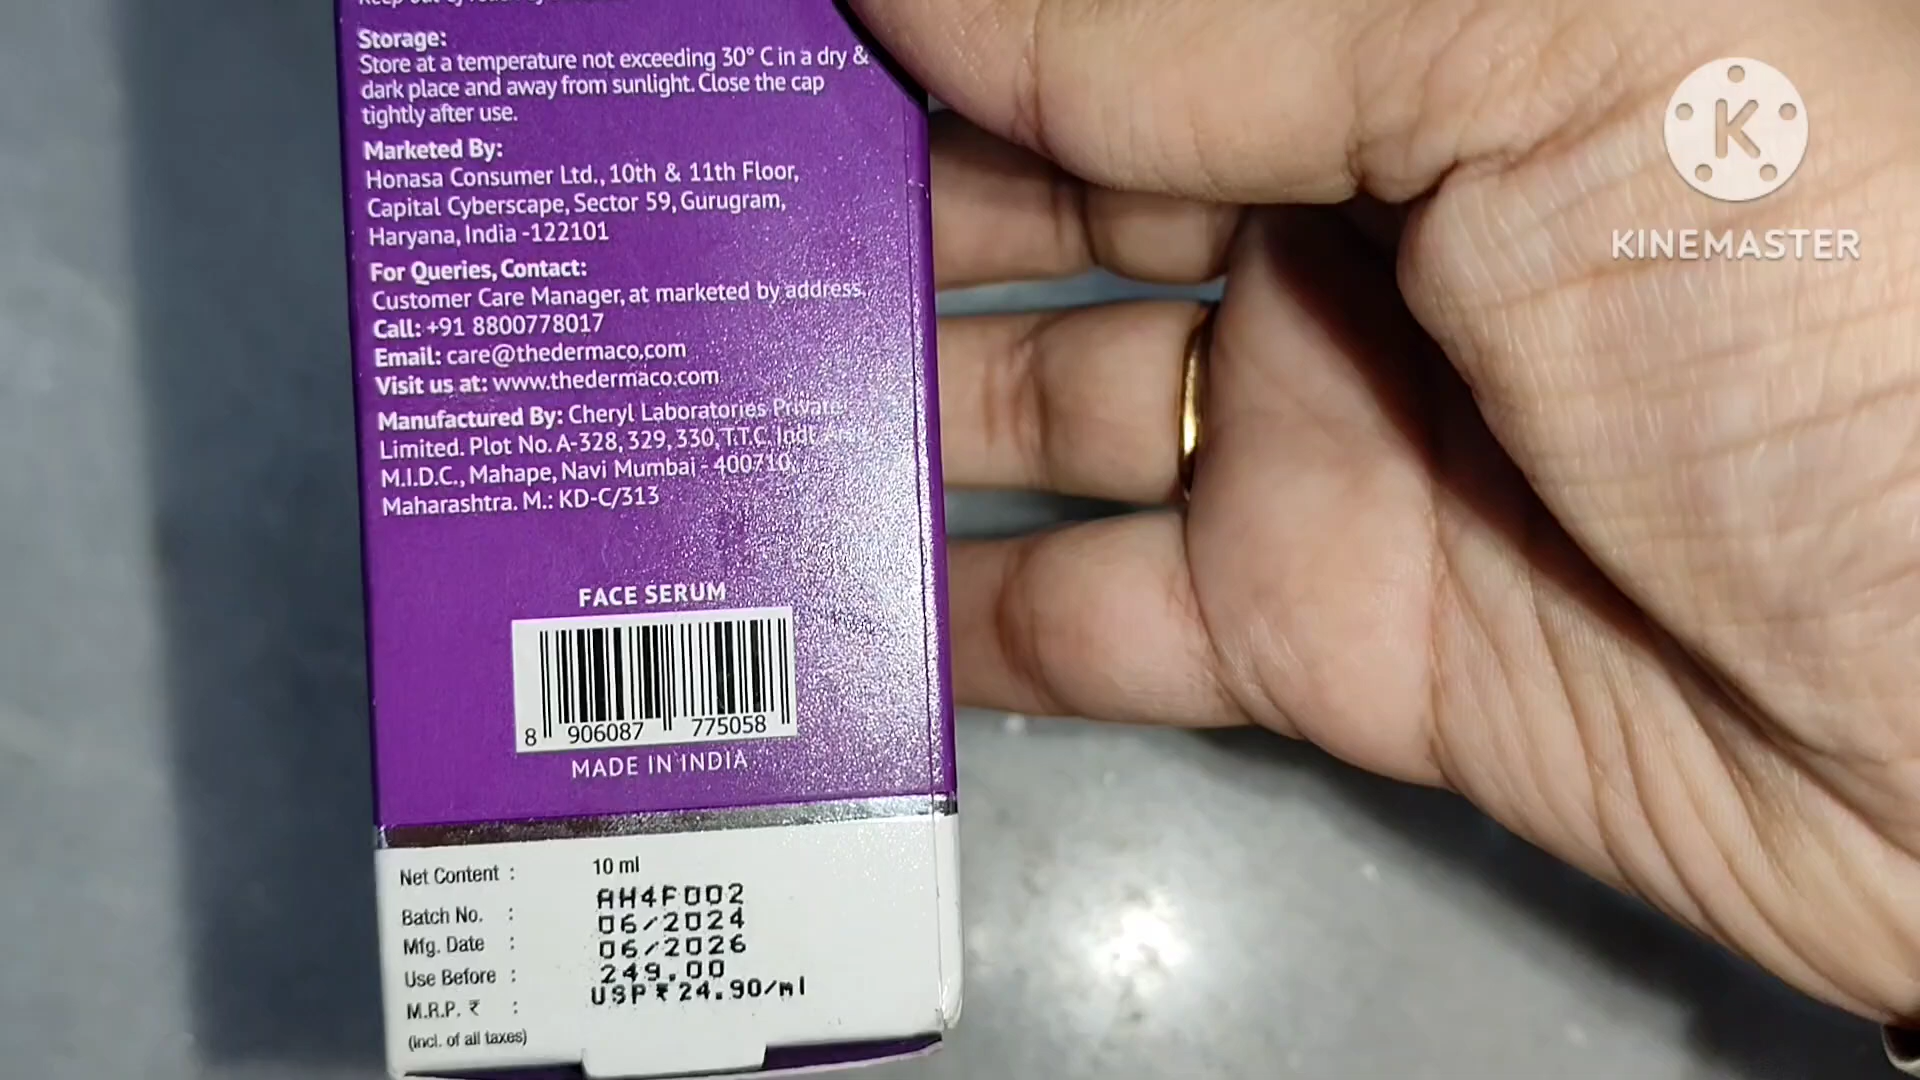 Storage:
Store at a temperature not exceeding 30° C in a dry &
dark place and away from sunlight. Close the cap
tightly after use.
Marketed By:
Honasa Consumer Ltd., 10th & 11th Floor,
Capital Cyberscape, Sector 59, Gurugram,
Haryana, India -122101
For Queries, Contact:
Customer Care Manager, at marketed by address.
Call: +91 8800778017
Email: care@thedermaco.com
Visit us at: www.thedermaco.com
Manufactured By: Cheryl Laboratories Private
Limited. Plot No. A-328, 329, 330, T.T.C. Indl
M.I.D.C., Mahape, Navi Mumbai - 400710,
Maharashtra. M.: KD-C/313
FACE SERUM
8 906087 775058
MADE IN INDIA
Net Content : 10 ml
Batch No. : AH4F002
Mfg. Date : 06/2024
Use Before : 06/2026
M.R.P. ₹ : 249.00
USP ₹ 24.90/ml
(incl. of all taxes)
K
KINEMASTER